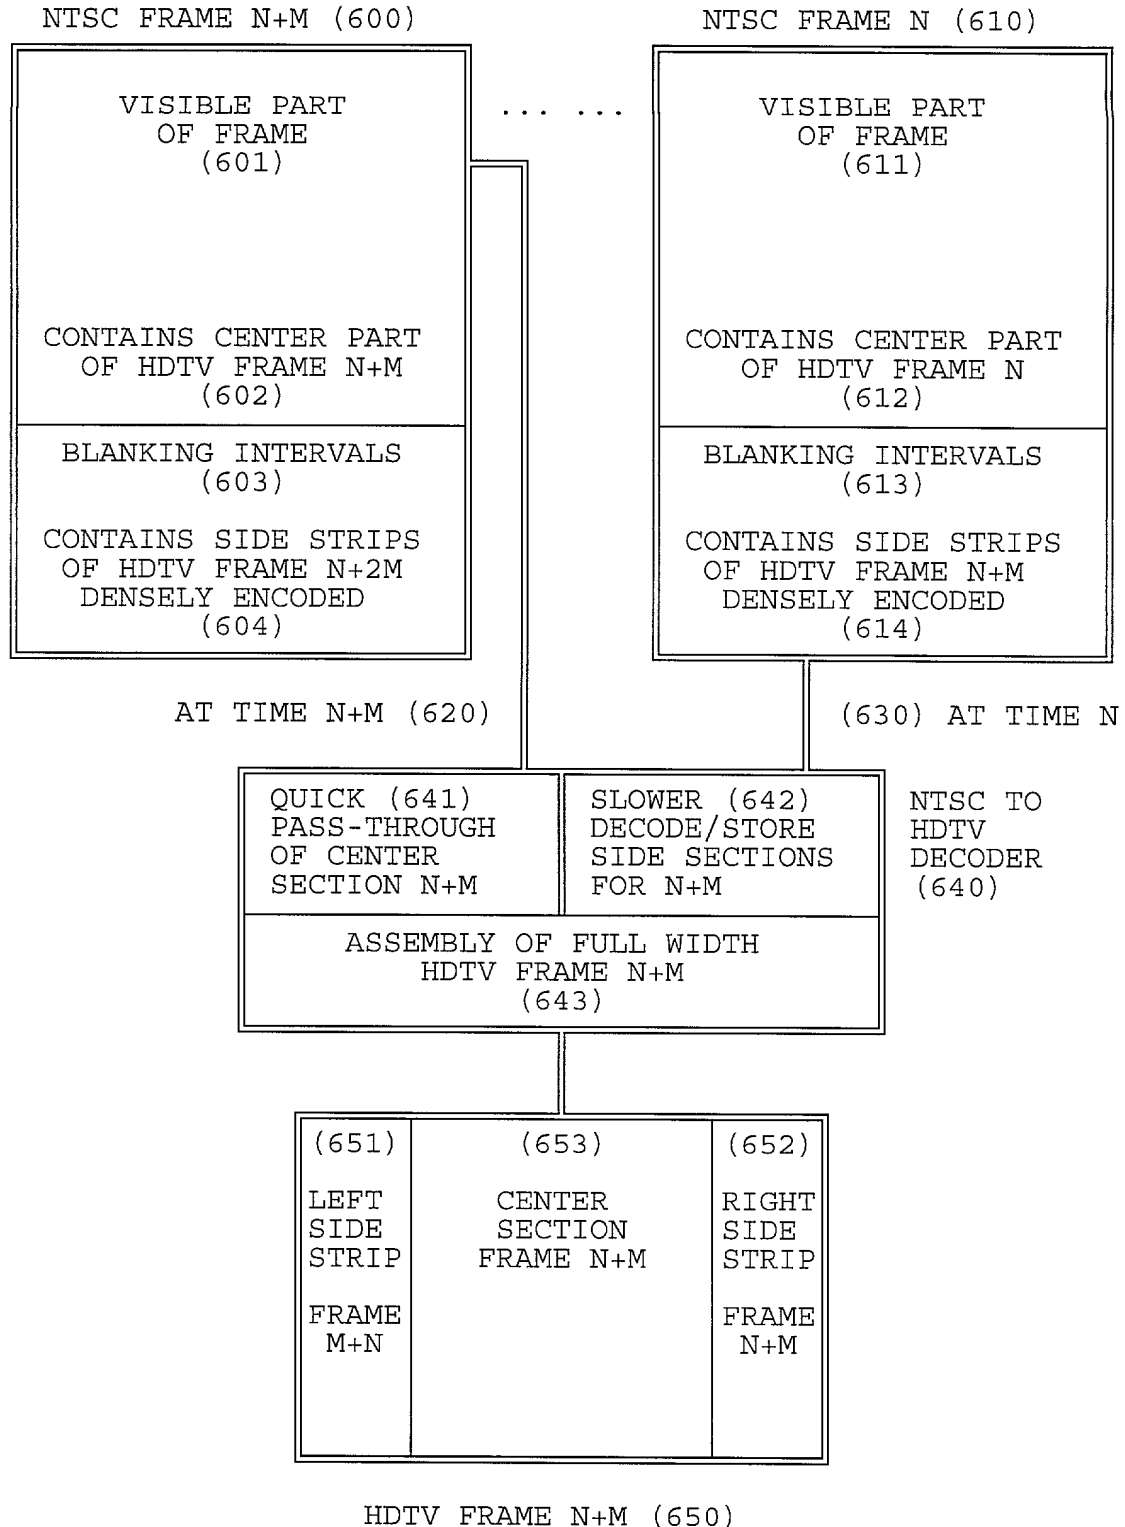 NTSC FRAME N+M (600)
VISIBLE PART
OF FRAME
(601)
CONTAINS CENTER PART
OF HDTV FRAME N+M
(602)
BLANKING INTERVALS
(603)
CONTAINS SIDE STRIPS
OF HDTV FRAME N+2M
DENSELY ENCODED
(604)
... ...
NTSC FRAME N (610)
VISIBLE PART
OF FRAME
(611)
CONTAINS CENTER PART
OF HDTV FRAME N
(612)
BLANKING INTERVALS
(613)
CONTAINS SIDE STRIPS
OF HDTV FRAME N+M
DENSELY ENCODED
(614)
AT TIME N+M (620)
(630) AT TIME N
QUICK (641)
PASS-THROUGH
OF CENTER
SECTION N+M
SLOWER (642)
DECODE/STORE
SIDE SECTIONS
FOR N+M
NTSC TO
HDTV
DECODER
(640)
ASSEMBLY OF FULL WIDTH
HDTV FRAME N+M
(643)
(651)
LEFT
SIDE
STRIP
FRAME
M+N
(653)
CENTER
SECTION
FRAME N+M
(652)
RIGHT
SIDE
STRIP
FRAME
N+M
HDTV FRAME N+M (650)